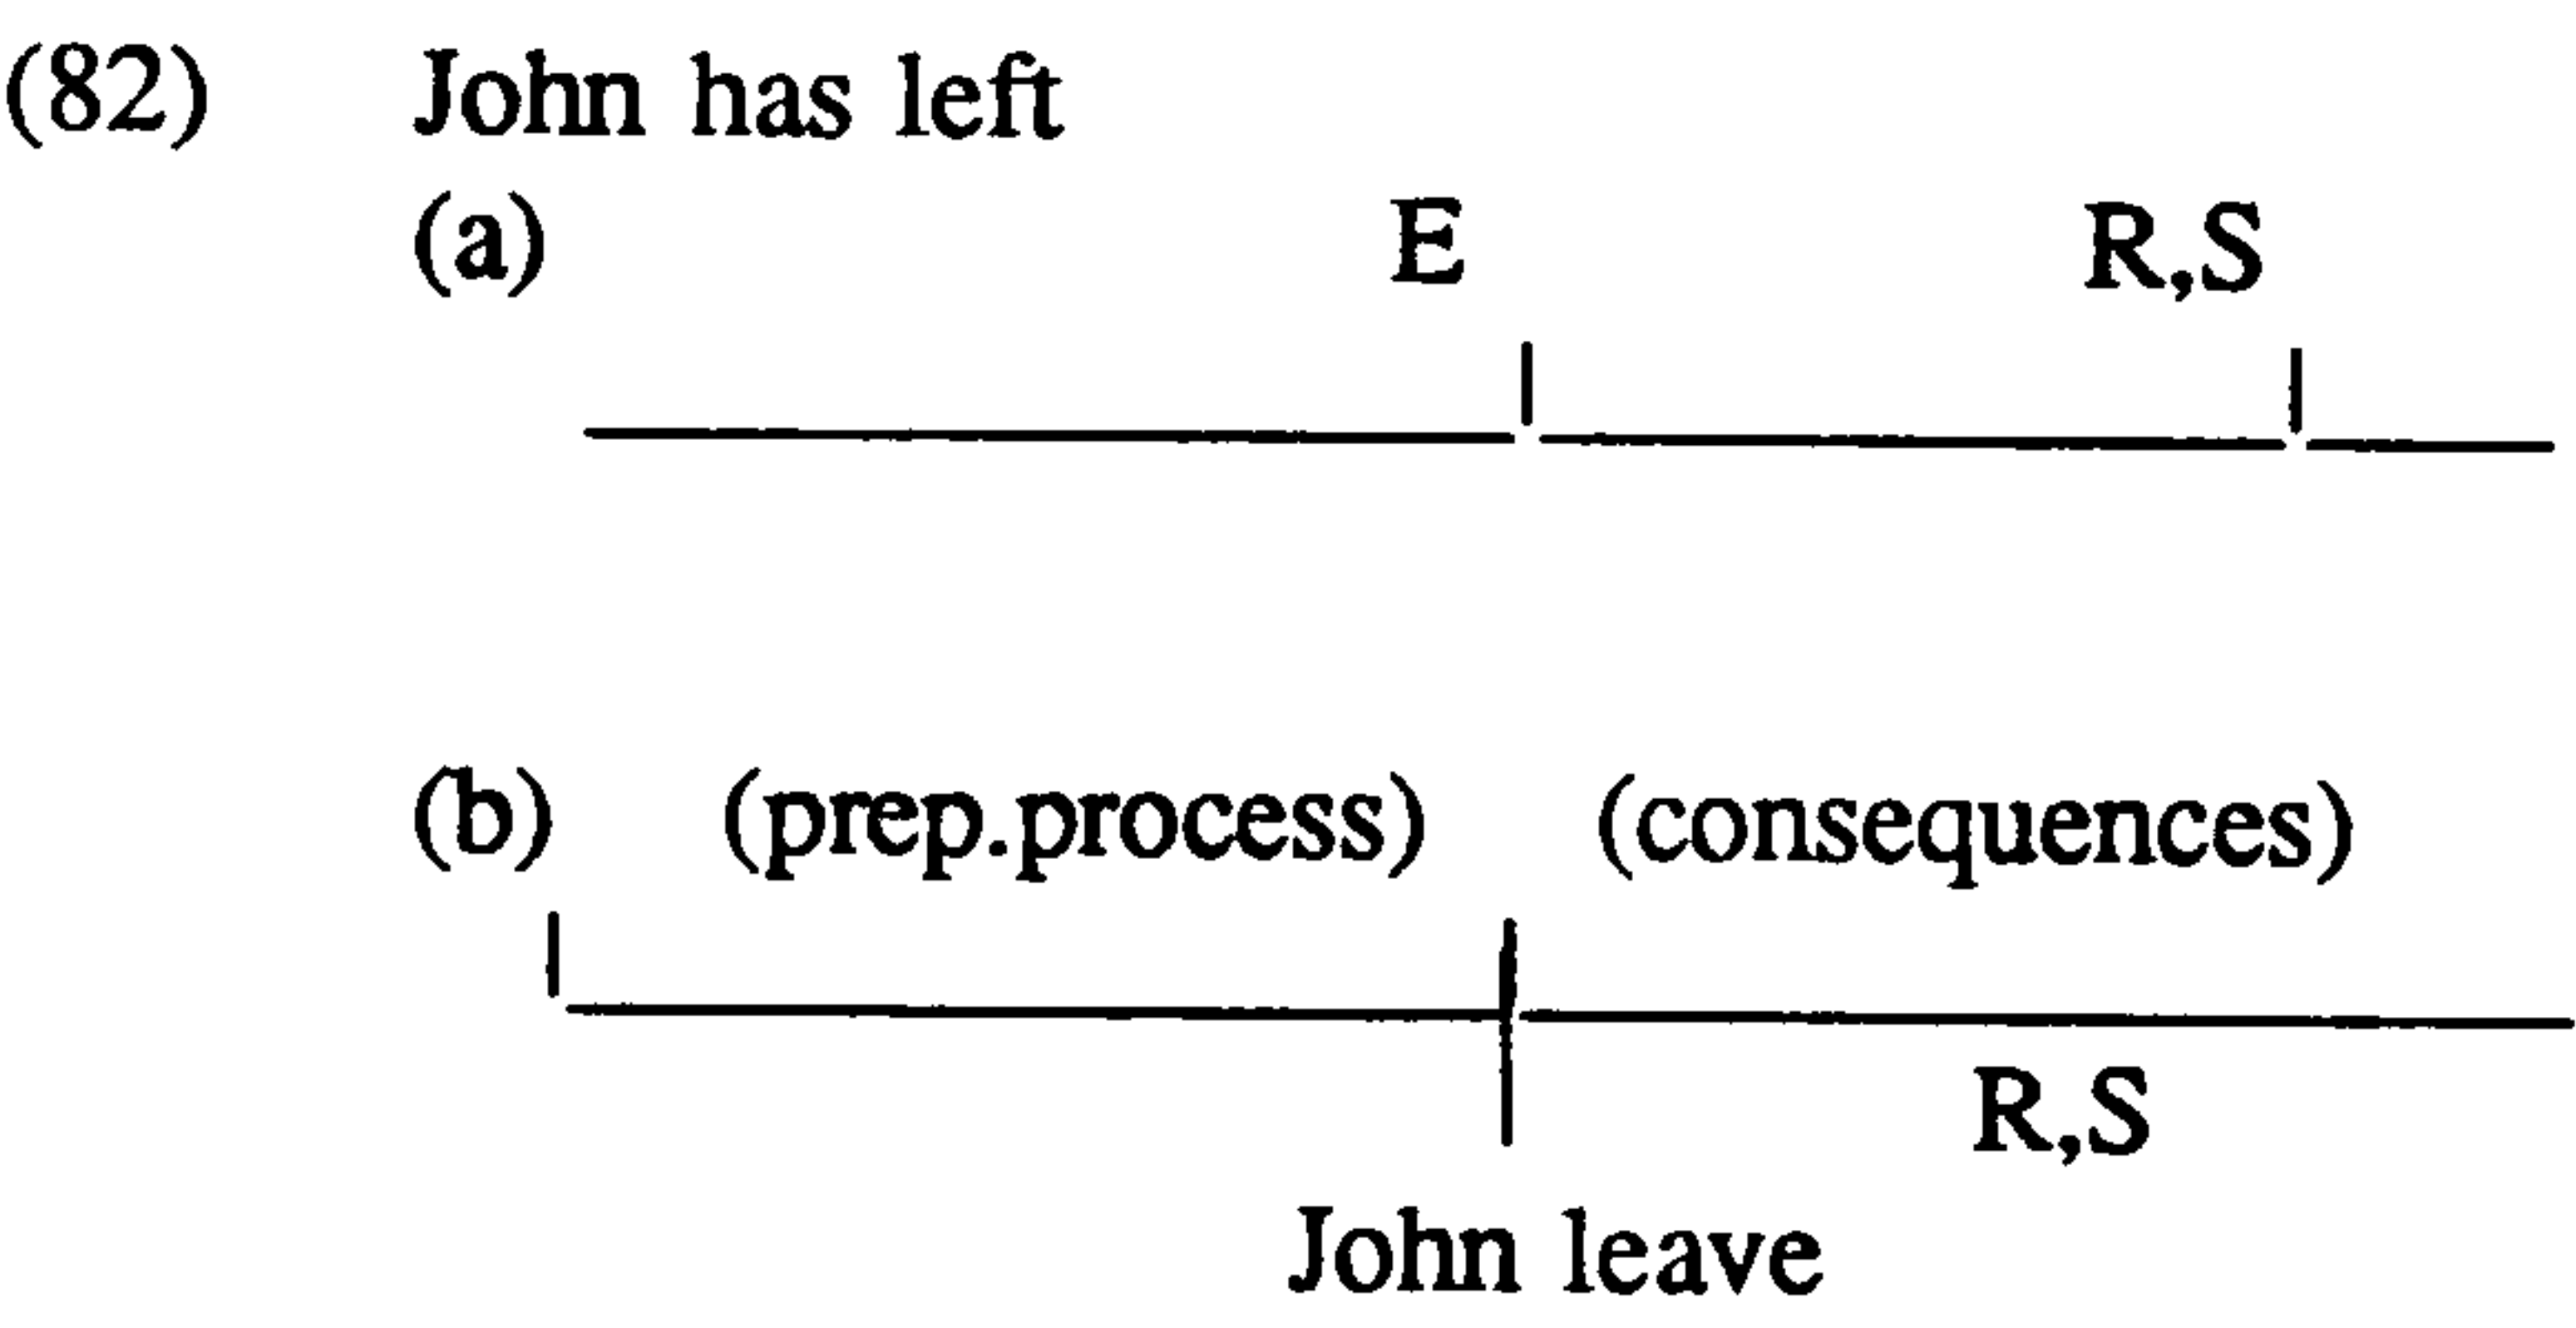 (82) John has left
(a) E R,S
(b) (prep.process) (consequences)
R,S
John leave